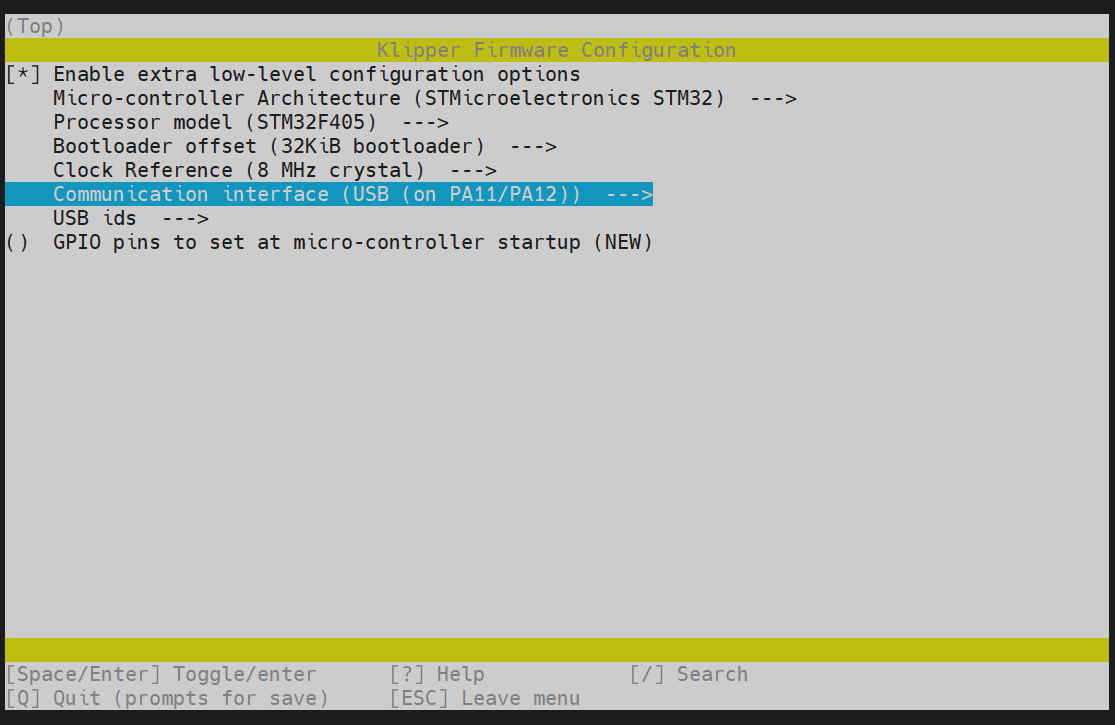 (Top)
Klipper Firmware Configuration
[*] Enable extra low-level configuration options
Micro-controller Architecture (STMicroelectronics STM32)  --->
Processor model (STM32F405)  --->
Bootloader offset (32KiB bootloader)  --->
Clock Reference (8 MHz crystal)  --->
Communication interface (USB (on PA11/PA12))  --->
USB ids  --->
()  GPIO pins to set at micro-controller startup (NEW)
[Space/Enter] Toggle/enter      [?] Help            [/] Search
[Q] Quit (prompts for save)     [ESC] Leave menu